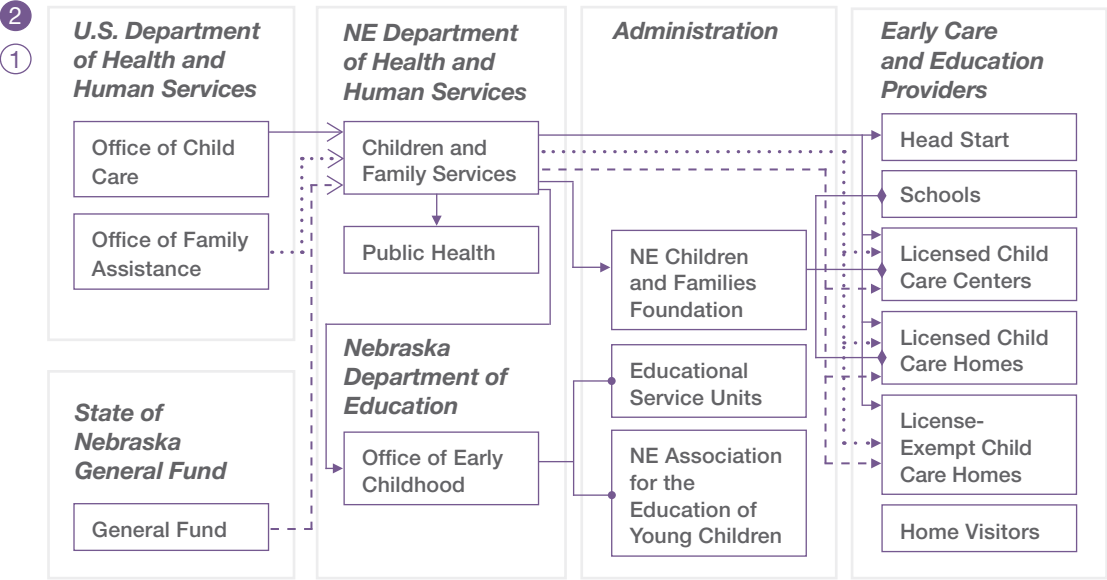 2
1
U.S. Department
of Health and
Human Services
Office of Child
Care
Office of Family
Assistance
State of
Nebraska
General Fund
General Fund
NE Department
of Health and
Human Services
Children and
Family Services
Public Health
Nebraska
Department of
Education
Office of Early
Childhood
Administration
NE Children
and Families
Foundation
Educational
Service Units
NE Association
for the
Education of
Young Children
Early Care
and Education
Providers
Head Start
Schools
Licensed Child
Care Centers
Licensed Child
Care Homes
License-
Exempt Child
Care Homes
Home Visitors